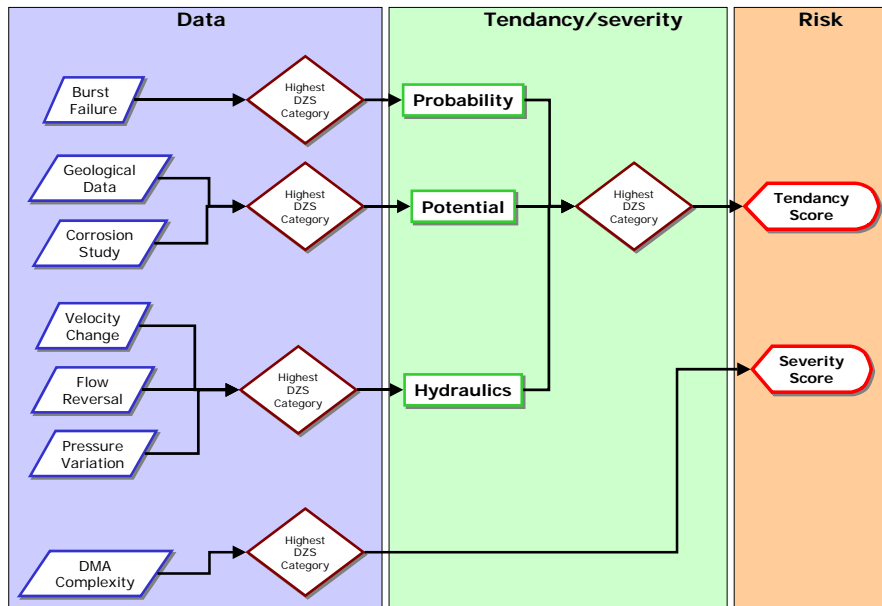 Data
Tendancy/severity
Risk
Burst
Failure
Highest
DZS
Category
Probability
Geological
Data
Corrosion
Study
Highest
DZS
Category
Potential
Highest
DZS
Category
Tendancy
Score
Velocity
Change
Flow
Reversal
Pressure
Variation
Highest
DZS
Category
Hydraulics
Severity
Score
DMA
Complexity
Highest
DZS
Category